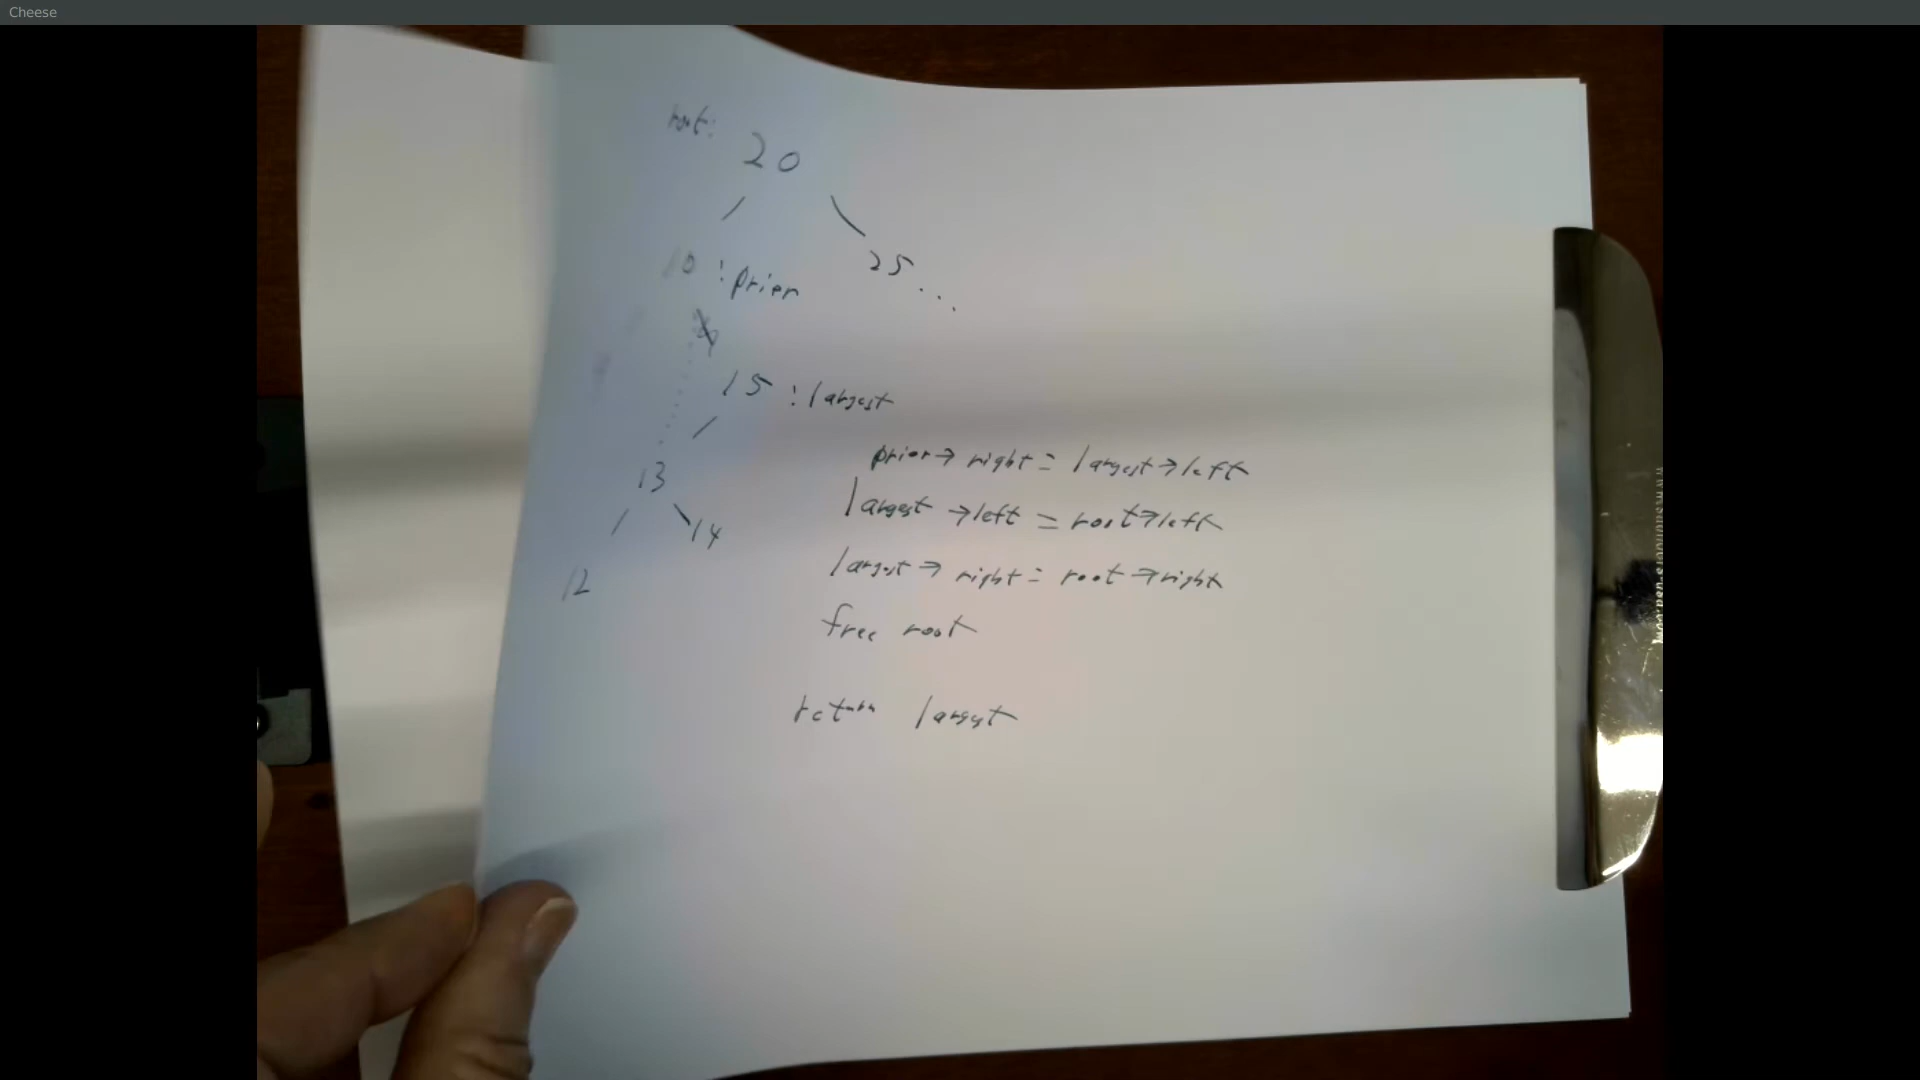 Cheese
root:
20
10 : prior
25 ...
15 : largest
prior → right = largest → left
13
largest → left = root → left
14
largest → right = root → right
12
free root
return largest